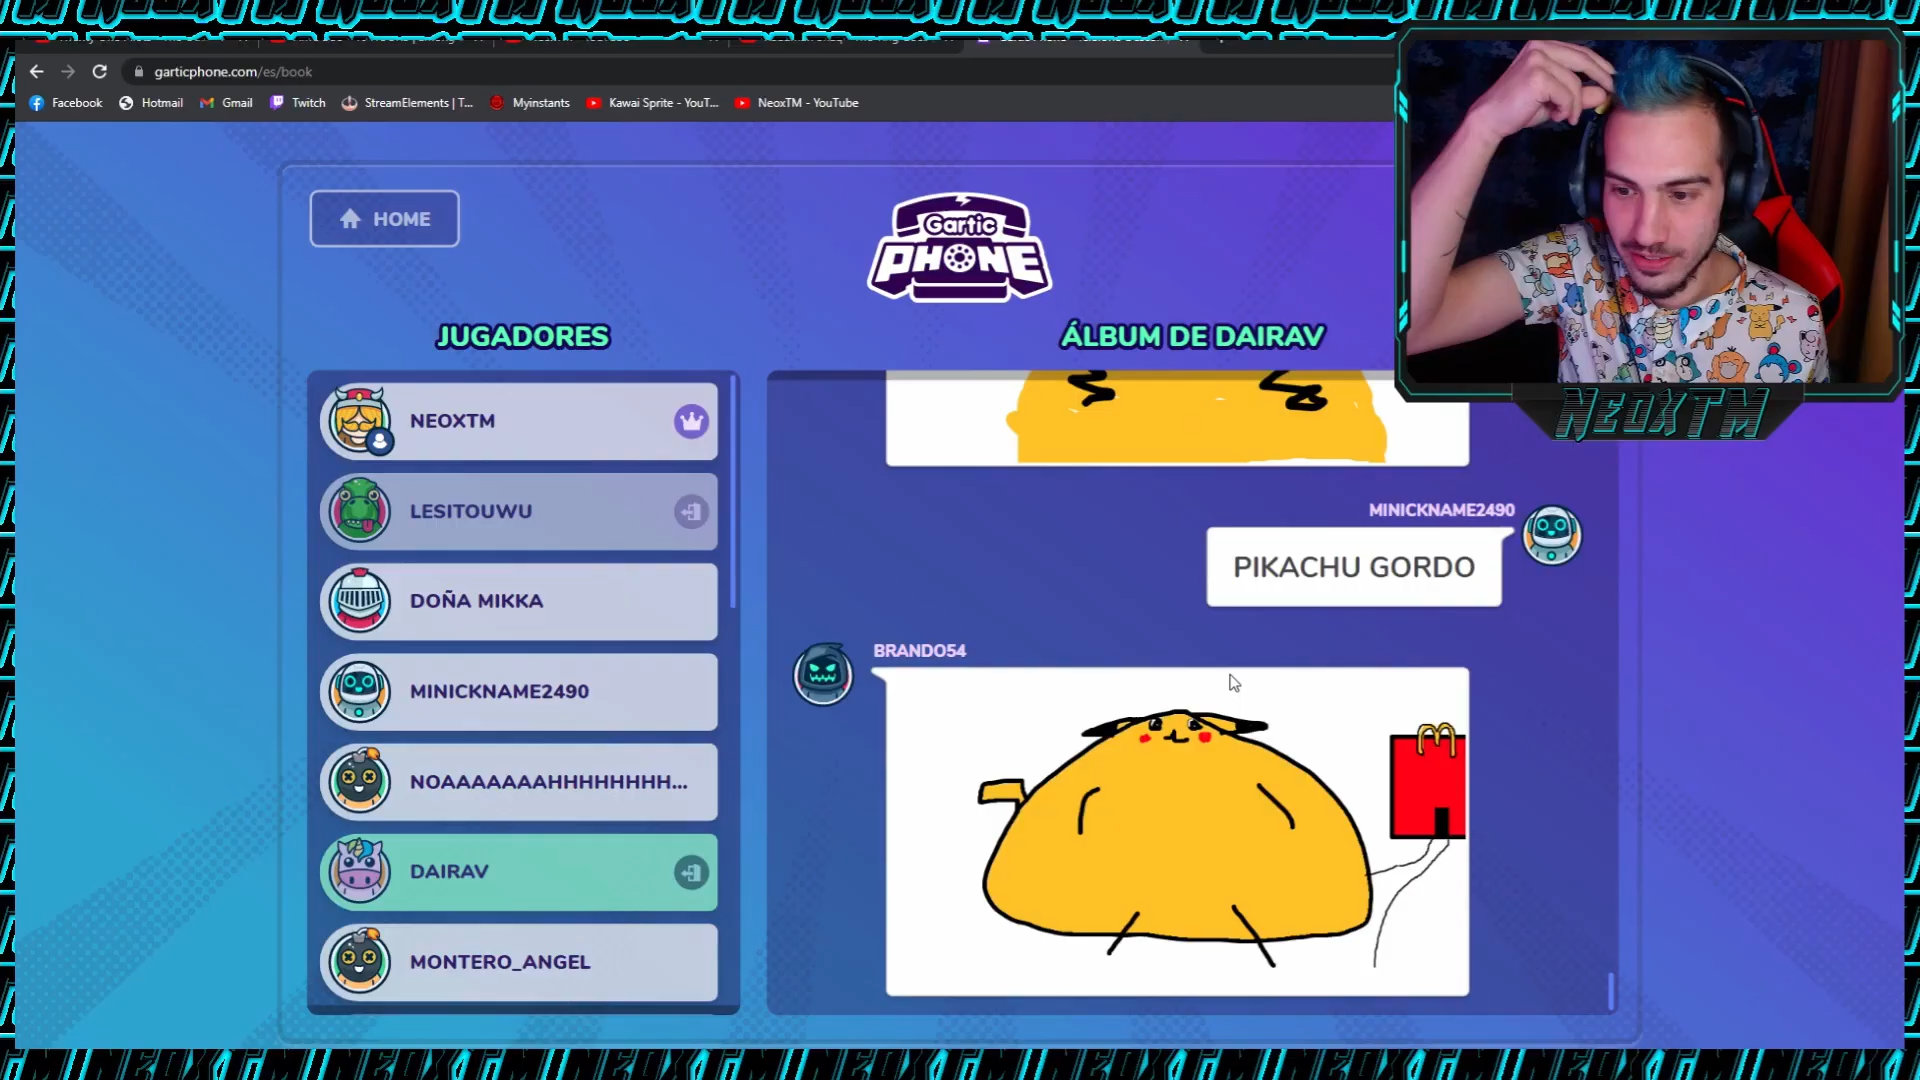 garticphone.com/es/book
Facebook
Hotmail
Gmail
Twitch
StreamElements | T...
Myinstants
Kawai Sprite - YouT...
NeoxTM - YouTube
HOME
Gartic
PHONE
JUGADORES
ÁLBUM DE DAIRAV
NEOXTM
NEOXTM
LESITOUWU
DOÑA MIKKA
MINICKNAME2490
NOAAAAAAAHHHHHHHH...
DAIRAV
MONTERO_ANGEL
MINICKNAME2490
PIKACHU GORDO
BRANDO54